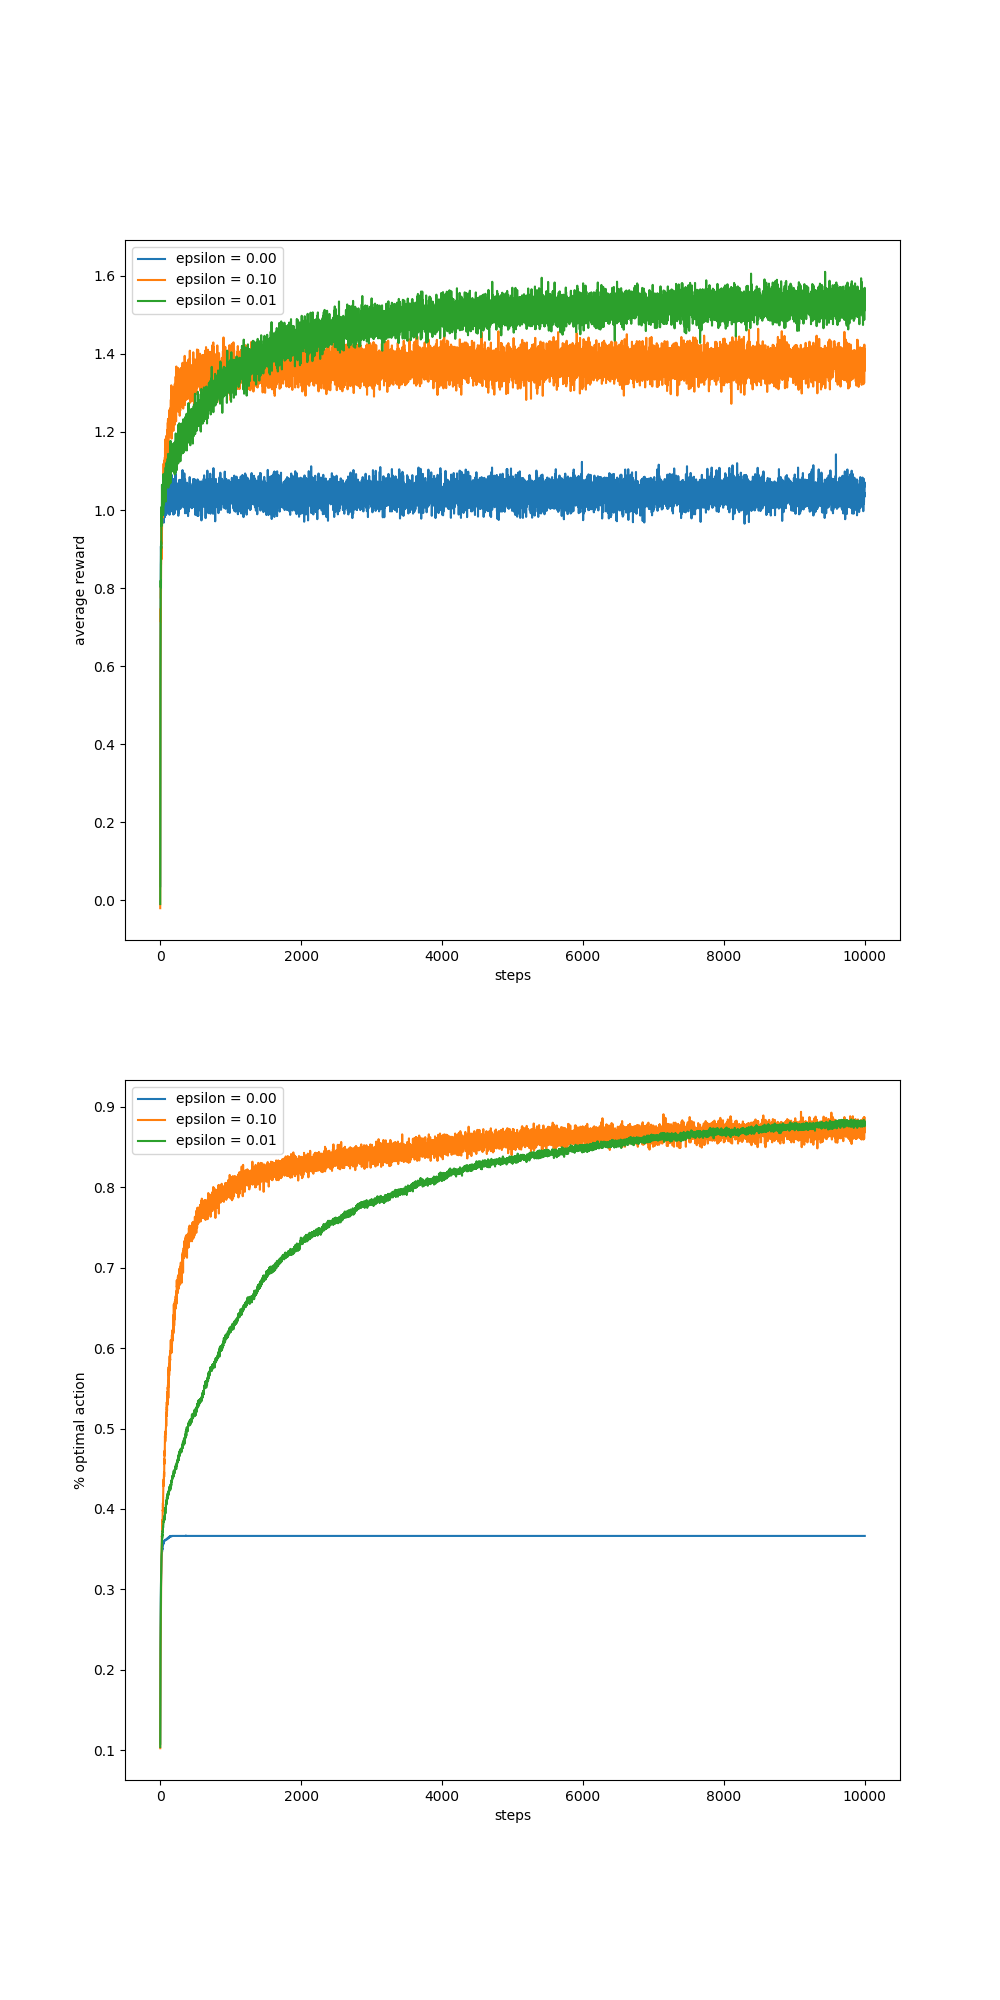 epsilon = 0.00
epsilon = 0.10
epsilon = 0.01
1.6
1.4
1.2
1.0
0.8
0.6
0.4
0.2
0.0
average reward
0 2000 4000 6000 8000 10000
steps
epsilon = 0.00
epsilon = 0.10
epsilon = 0.01
0.9
0.8
0.7
0.6
0.5
0.4
0.3
0.2
0.1
% optimal action
0 2000 4000 6000 8000 10000
steps